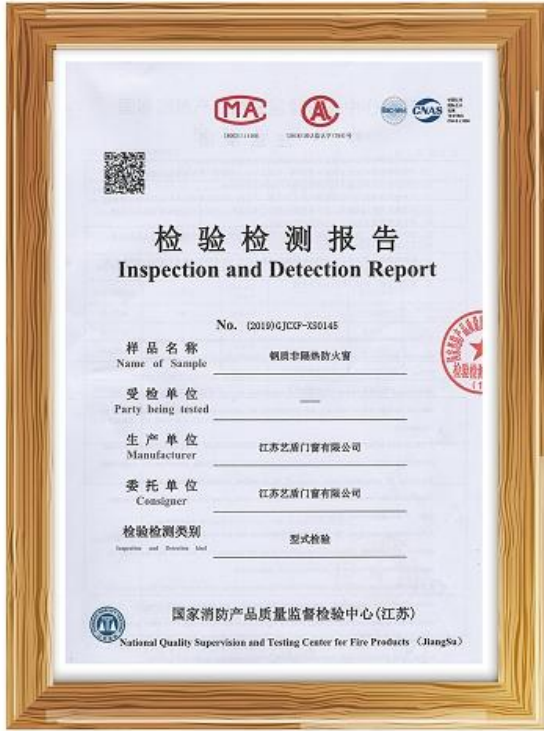 MA
CNAS
检验检测报告
Inspection and Detection Report
No. (2019)GJCXF-XS0145
样品名称 钢质非隔热防火窗
Name of Sample
受检单位 ——
Party being tested
生产单位 江苏艺盾门窗有限公司
Manufacturer
委托单位 江苏艺盾门窗有限公司
Consigner
检验检测类别 型式检验
Inspection and Detection kind
国家消防产品质量监督检验中心(江苏)
National Quality Supervision and Testing Center for Fire Products (JiangSu)